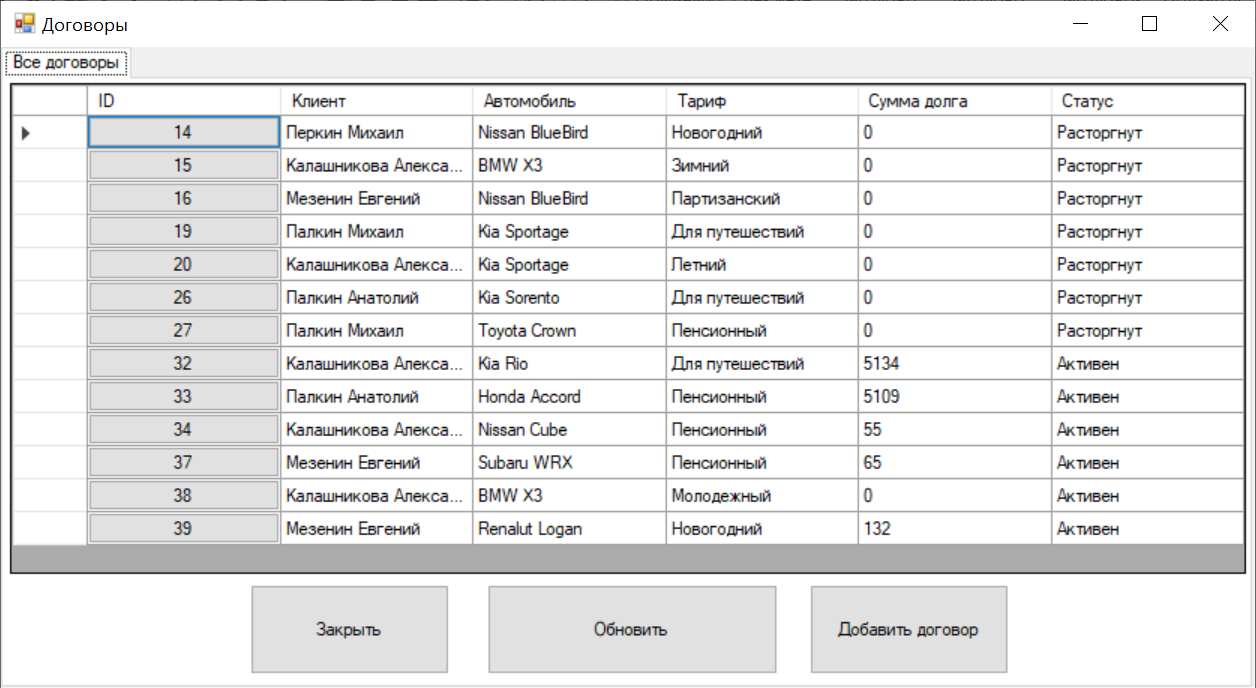 Договоры
Все договоры
ID Клиент Автомобиль Тариф Сумма долга Статус
14 Перкин Михаил Nissan BlueBird Новогодний 0 Расторгнут
15 Калашникова Алекса... BMW X3 Зимний 0 Расторгнут
16 Мезенин Евгений Nissan BlueBird Партизанский 0 Расторгнут
19 Палкин Михаил Kia Sportage Для путешествий 0 Расторгнут
20 Калашникова Алекса... Kia Sportage Летний 0 Расторгнут
26 Палкин Анатолий Kia Sorento Для путешествий 0 Расторгнут
27 Палкин Михаил Toyota Crown Пенсионный 0 Расторгнут
32 Калашникова Алекса... Kia Rio Для путешествий 5134 Активен
33 Палкин Анатолий Honda Accord Пенсионный 5109 Активен
34 Калашникова Алекса... Nissan Cube Пенсионный 55 Активен
37 Мезенин Евгений Subaru WRX Пенсионный 65 Активен
38 Калашникова Алекса... BMW X3 Молодежный 0 Активен
39 Мезенин Евгений Renalut Logan Новогодний 132 Активен
Закрыть Обновить Добавить договор